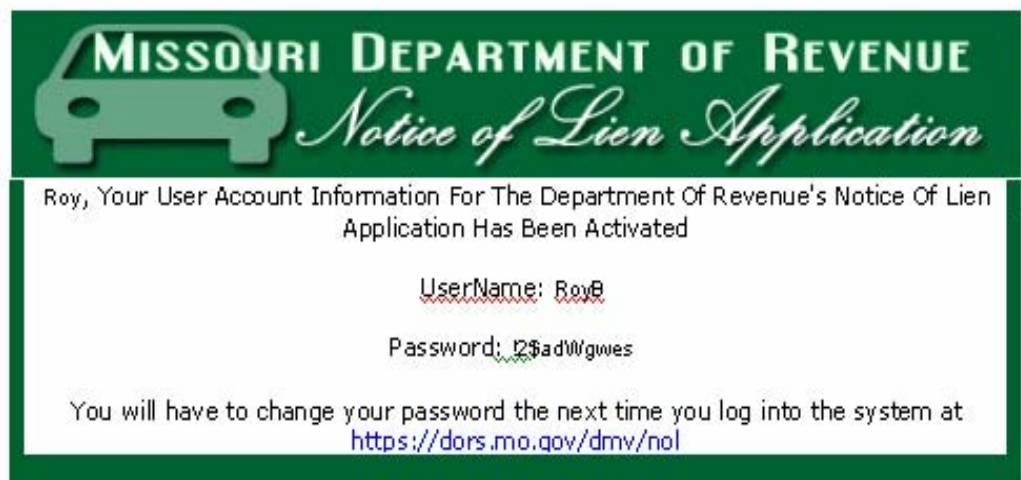 MISSOURI DEPARTMENT OF REVENUE
Notice of Lien Application
Roy, Your User Account Information For The Department Of Revenue's Notice Of Lien
Application Has Been Activated
UserName: RoyB
Password: !2$adWgwes
You will have to change your password the next time you log into the system at
https://dors.mo.gov/dmv/nol